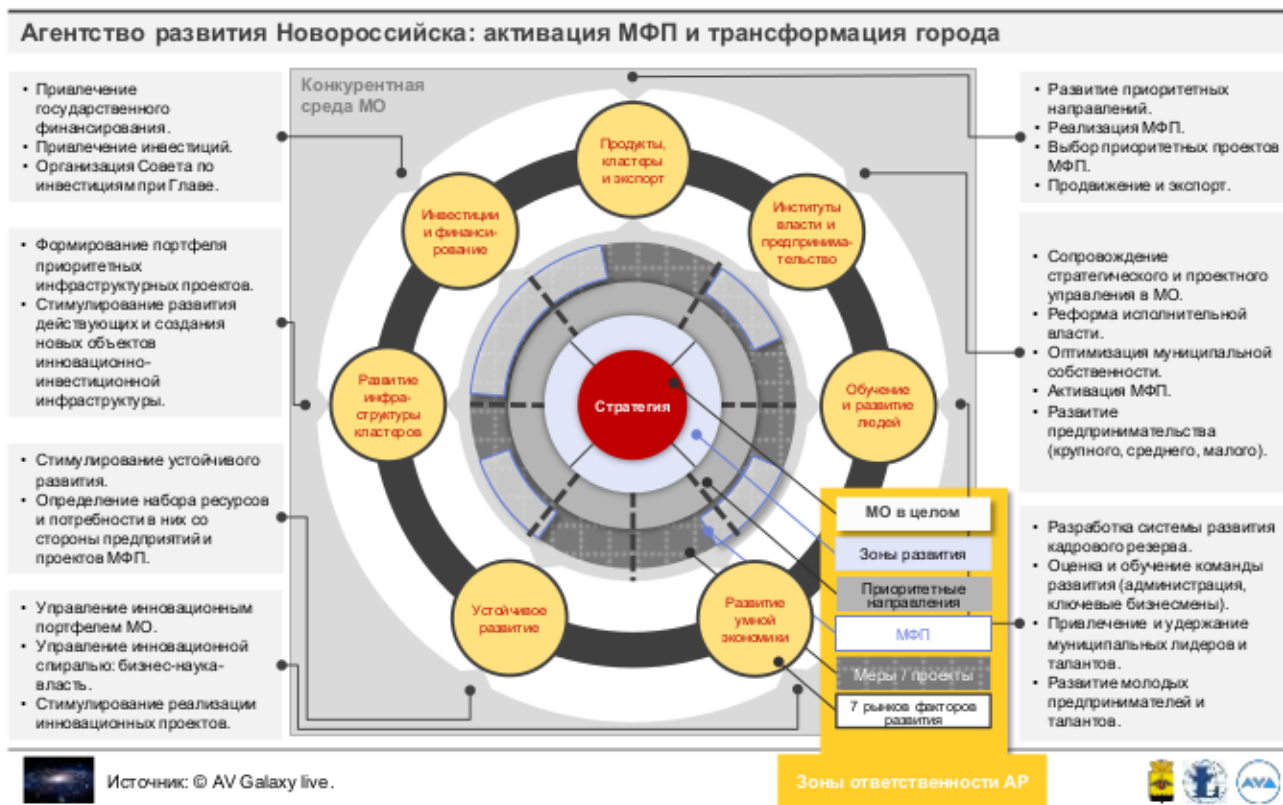 Агентство развития Новороссийска: активация МФП и трансформация города
• Привлечение
государственного
финансирования.
• Привлечение инвестиций.
• Организация Совета по
инвестициям при Главе.
• Формирование портфеля
приоритетных
инфраструктурных проектов.
• Стимулирование развития
действующих и создания
новых объектов
инновационно-
инвестиционной
инфраструктуры.
• Стимулирование устойчивого
развития.
• Определение набора ресурсов
и потребности в них со
стороны предприятий и
проектов МФП.
• Управление инновационным
портфелем МО.
• Управление инновационной
спиралью: бизнес-наука-
власть.
• Стимулирование реализации
инновационных проектов.
Конкурентная
среда МО
Продукты,
кластеры
и экспорт
Инвестиции
и финанси-
рование
Институты
власти и
предпринима-
тельство
Развитие
инфра-
структуры
кластеров
Стратегия
Обучение
и развитие
людей
Устойчивое
развитие
Развитие
умной
экономики
МО в целом
Зоны развития
Приоритетные
направления
МФП
Меры / проекты
7 рынков факторов
развития
Зоны ответственности АР
• Развитие приоритетных
направлений.
• Реализация МФП.
• Выбор приоритетных проектов
МФП.
• Продвижение и экспорт.
• Сопровождение
стратегического и проектного
управления в МО.
• Реформа исполнительной
власти.
• Оптимизация муниципальной
собственности.
• Активация МФП.
• Развитие
предпринимательства
(крупного, среднего, малого).
• Разработка системы развития
кадрового резерва.
• Оценка и обучение команды
развития (администрация,
ключевые бизнесмены).
• Привлечение и удержание
муниципальных лидеров и
талантов.
• Развитие молодых
предпринимателей и
талантов.
Источник: © AV Galaxy live.
AVA